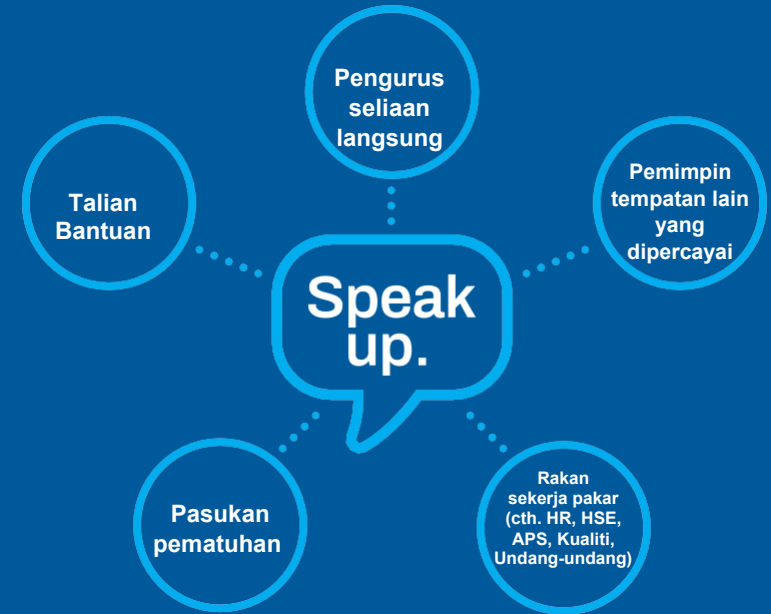 Pengurus
seliaan
langsung
Talian
Bantuan
Pemimpin
tempatan lain
yang
dipercayai
Speak
up.
Pasukan
pematuhan
Rakan
sekerja pakar
(cth. HR, HSE,
APS, Kualiti,
Undang-undang)